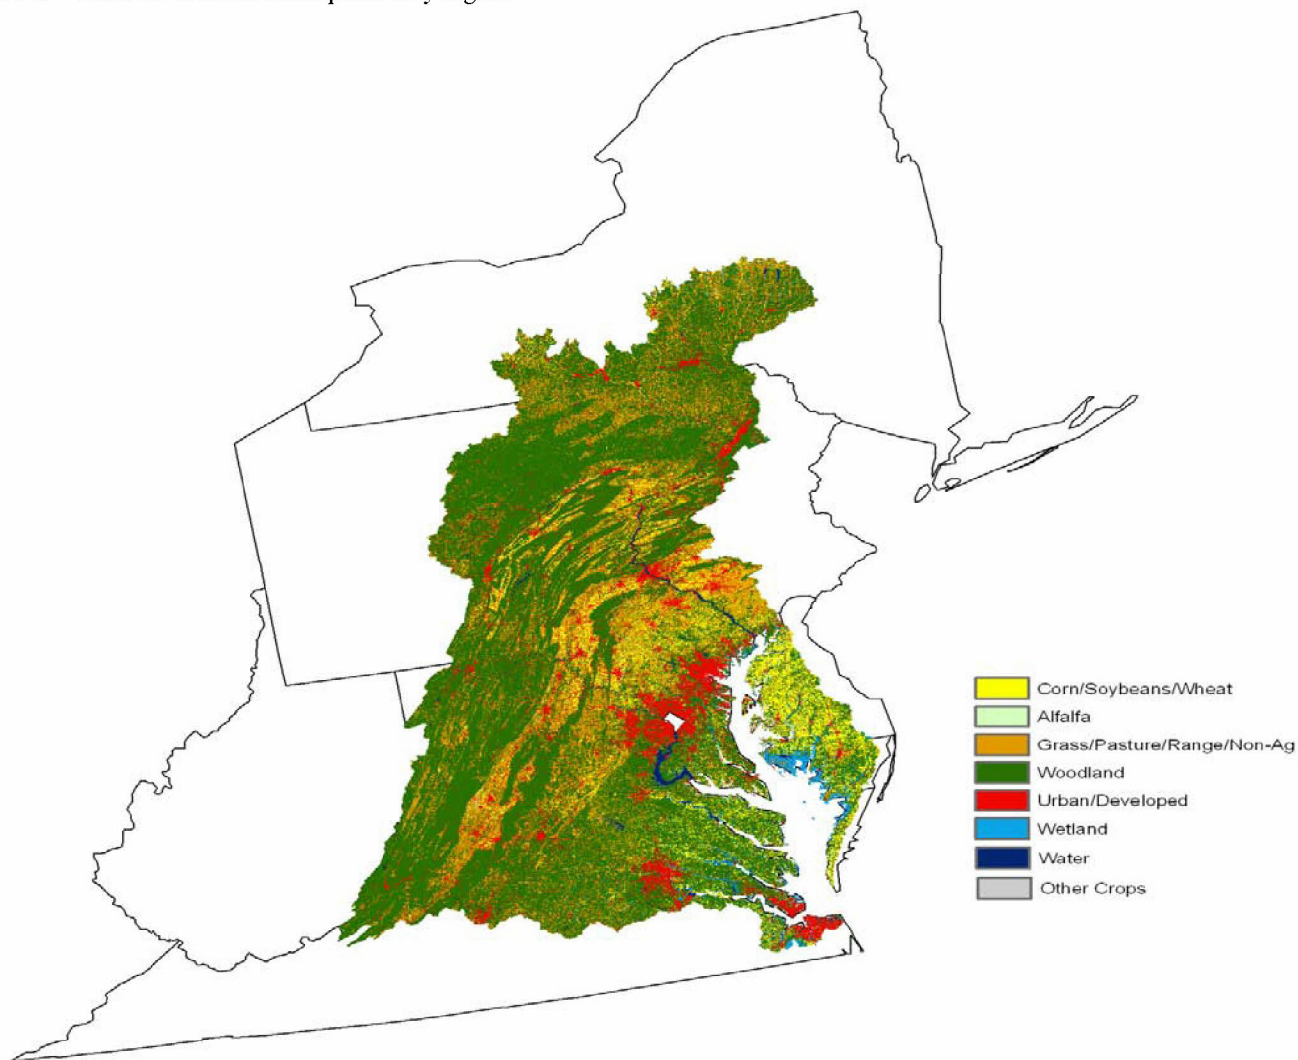 Corn/Soybeans/Wheat
Alfalfa
Grass/Pasture/Range/Non-Ag
Woodland
Urban/Developed
Wetland
Water
Other Crops